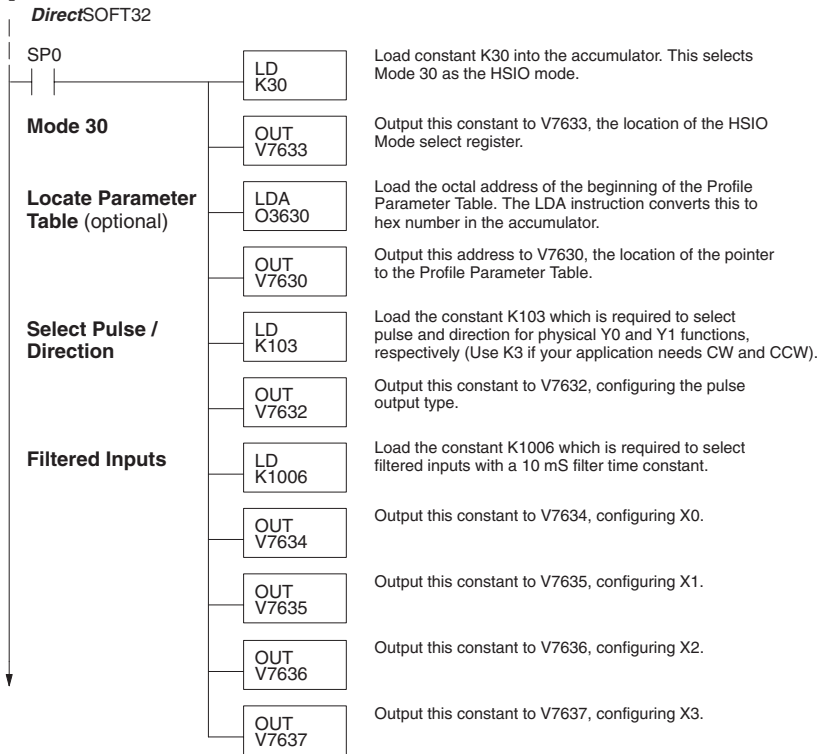 DirectSOFT32
SP0
LD
K30
Load constant K30 into the accumulator. This selects
Mode 30 as the HSIO mode.
Mode 30
OUT
V7633
Output this constant to V7633, the location of the HSIO
Mode select register.
Locate Parameter
Table (optional)
LDA
O3630
Load the octal address of the beginning of the Profile
Parameter Table. The LDA instruction converts this to
hex number in the accumulator.
OUT
V7630
Output this address to V7630, the location of the pointer
to the Profile Parameter Table.
Select Pulse /
Direction
LD
K103
Load the constant K103 which is required to select
pulse and direction for physical Y0 and Y1 functions,
respectively (Use K3 if your application needs CW and CCW).
OUT
V7632
Output this constant to V7632, configuring the pulse
output type.
Filtered Inputs
LD
K1006
Load the constant K1006 which is required to select
filtered inputs with a 10 mS filter time constant.
OUT
V7634
Output this constant to V7634, configuring X0.
OUT
V7635
Output this constant to V7635, configuring X1.
OUT
V7636
Output this constant to V7636, configuring X2.
OUT
V7637
Output this constant to V7637, configuring X3.